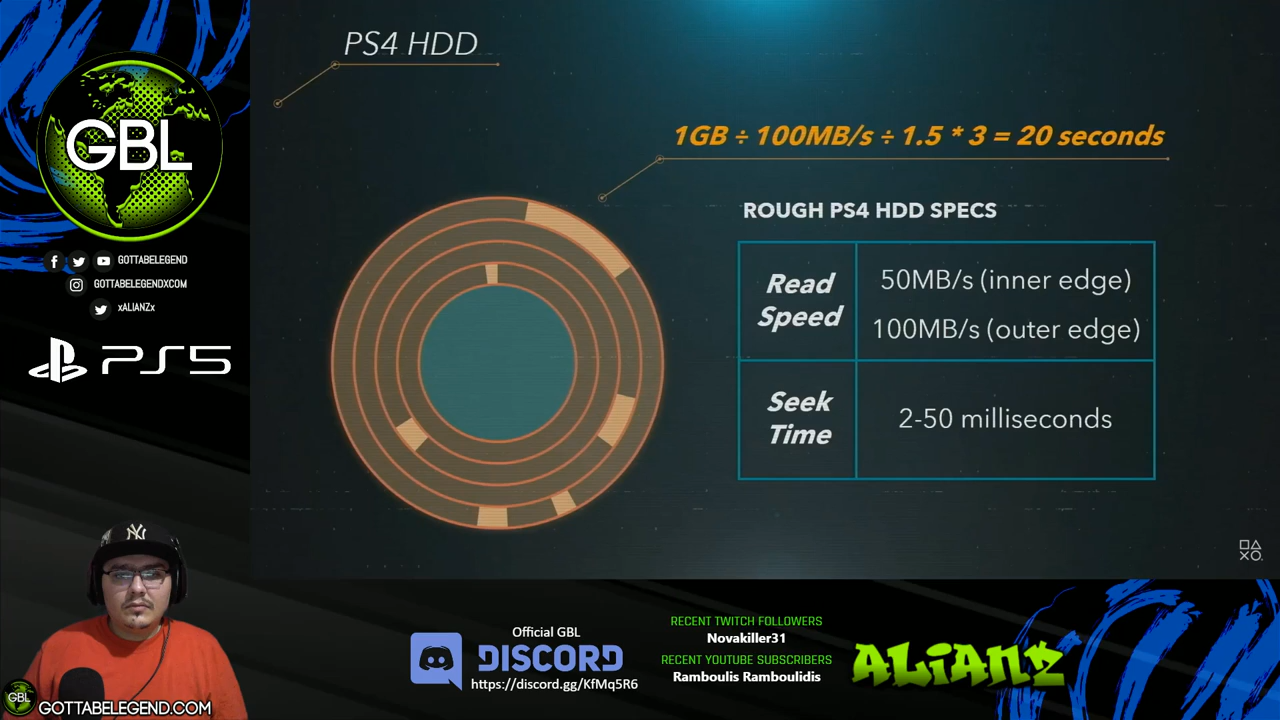 PS4 HDD
1GB ÷ 100MB/s ÷ 1.5 * 3 = 20 seconds
ROUGH PS4 HDD SPECS
Read Speed
50MB/s (inner edge)
100MB/s (outer edge)
Seek Time
2-50 milliseconds
GBL
GOTTABELEGEND
GOTTABELEGENDXCOM
xALIANZx
PS5
NY
GBL
GOTTABELEGEND.COM
Official GBL
DISCORD
https://discord.gg/KfMq5R6
RECENT TWITCH FOLLOWERS
Novakiller31
RECENT YOUTUBE SUBSCRIBERS
Ramboulis Ramboulidis
ALiANZ